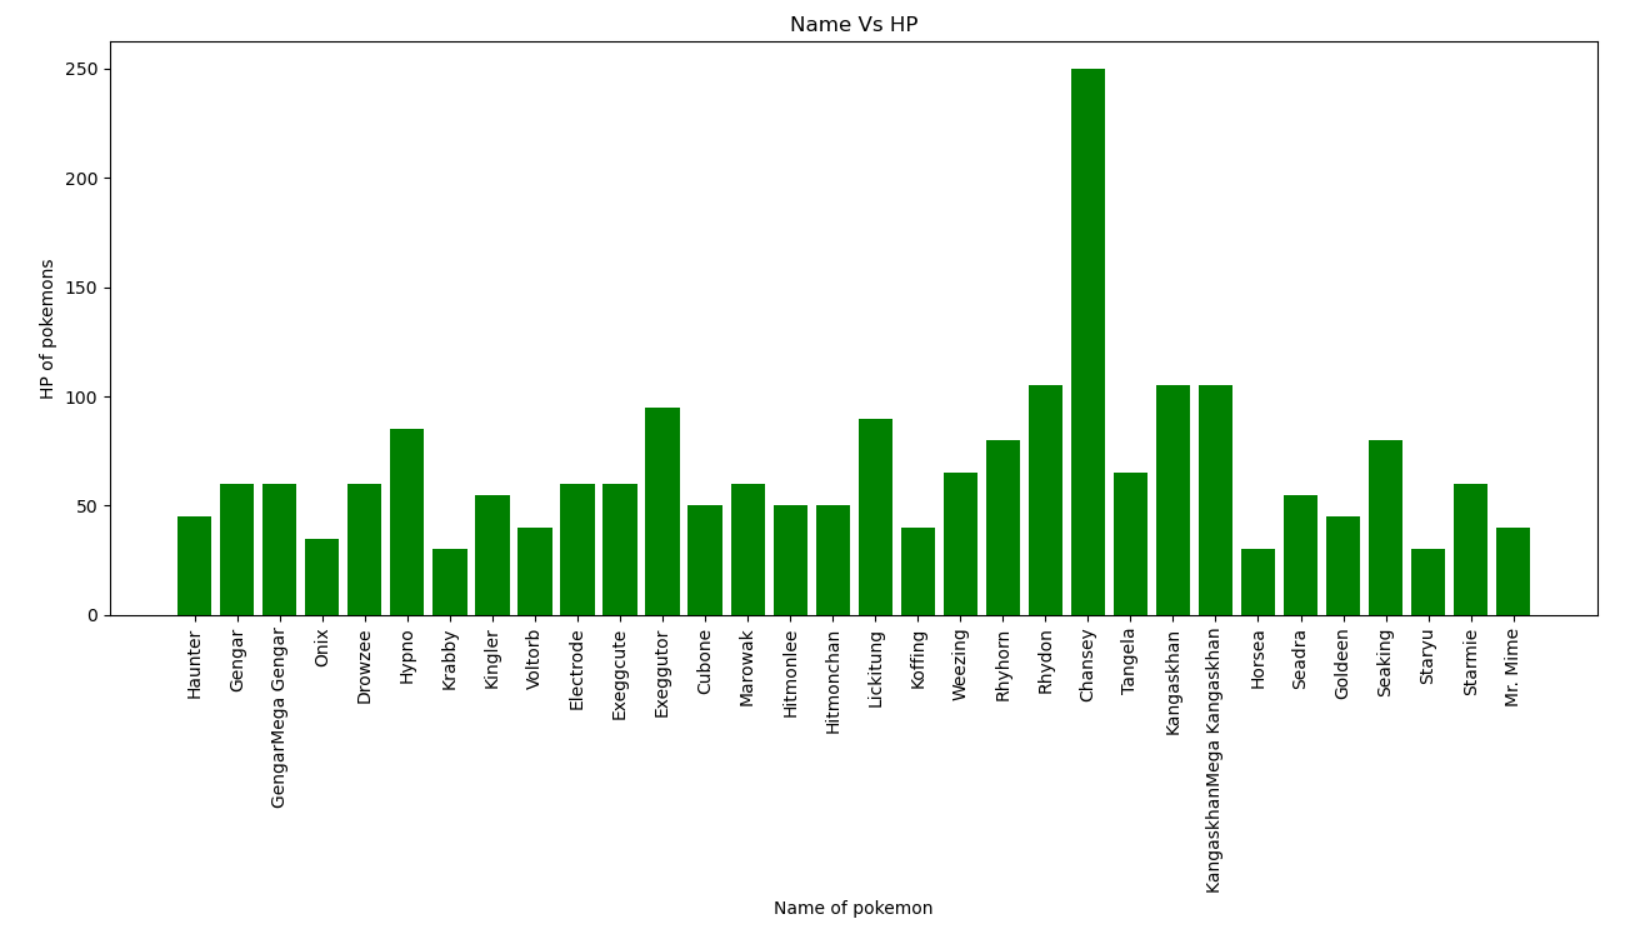 Name Vs HP
HP of pokemons
250
200
150
100
50
0
Haunter
Gengar
GengarMega Gengar
Onix
Drowzee
Hypno
Krabby
Kingler
Voltorb
Electrode
Exeggcute
Exeggutor
Cubone
Marowak
Hitmonlee
Hitmonchan
Lickitung
Koffing
Weezing
Rhyhorn
Rhydon
Chansey
Tangela
Kangaskhan
KangaskhanMega Kangaskhan
Horsea
Seadra
Goldeen
Seaking
Staryu
Starmie
Mr. Mime
Name of pokemon